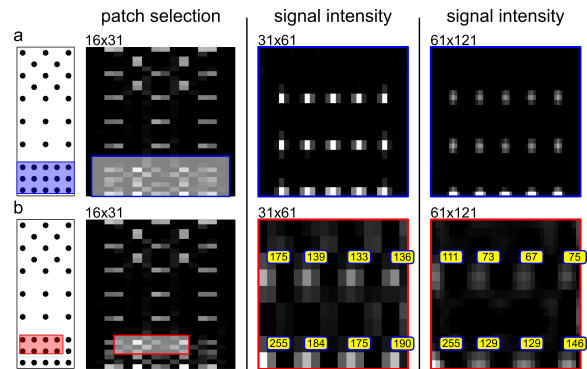 patch selection signal intensity signal intensity
a
16x31 31x61 61x121
b
16x31 31x61 61x121
175 139 133 136 111 73 67 75
255 184 175 190 255 129 129 146